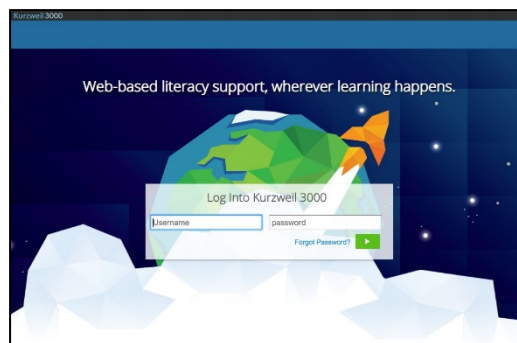 Kurzweil 3000
Web-based literacy support, wherever learning happens.
Log Into Kurzweil 3000
Username password
Forgot Password?